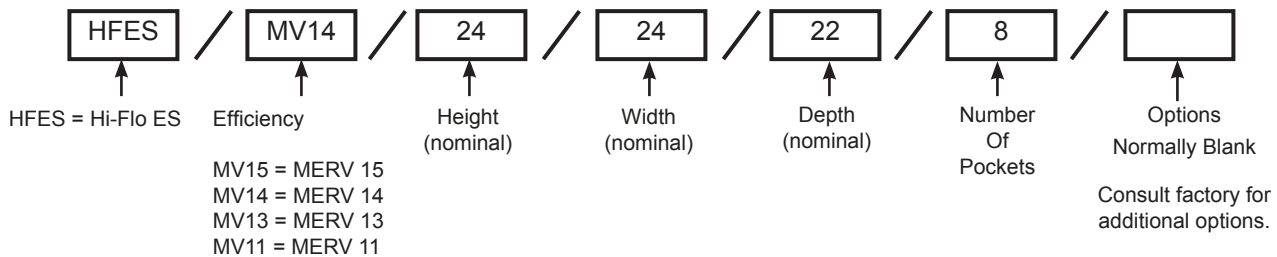 HFES / MV14 / 24 / 24 / 22 / 8 /
HFES = Hi-Flo ES
Efficiency
MV15 = MERV 15
MV14 = MERV 14
MV13 = MERV 13
MV11 = MERV 11
Height
(nominal)
Width
(nominal)
Depth
(nominal)
Number
Of
Pockets
Options
Normally Blank
Consult factory for
additional options.